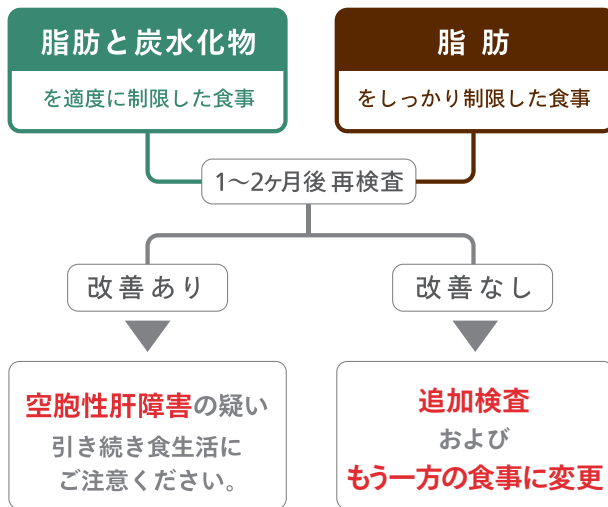 脂肪と炭水化物
を適度に制限した食事
脂肪
をしっかり制限した食事
1〜2ヶ月後 再検査
改善あり
改善なし
空胞性肝障害の疑い
引き続き食生活に
ご注意ください。
追加検査
および
もう一方の食事に変更